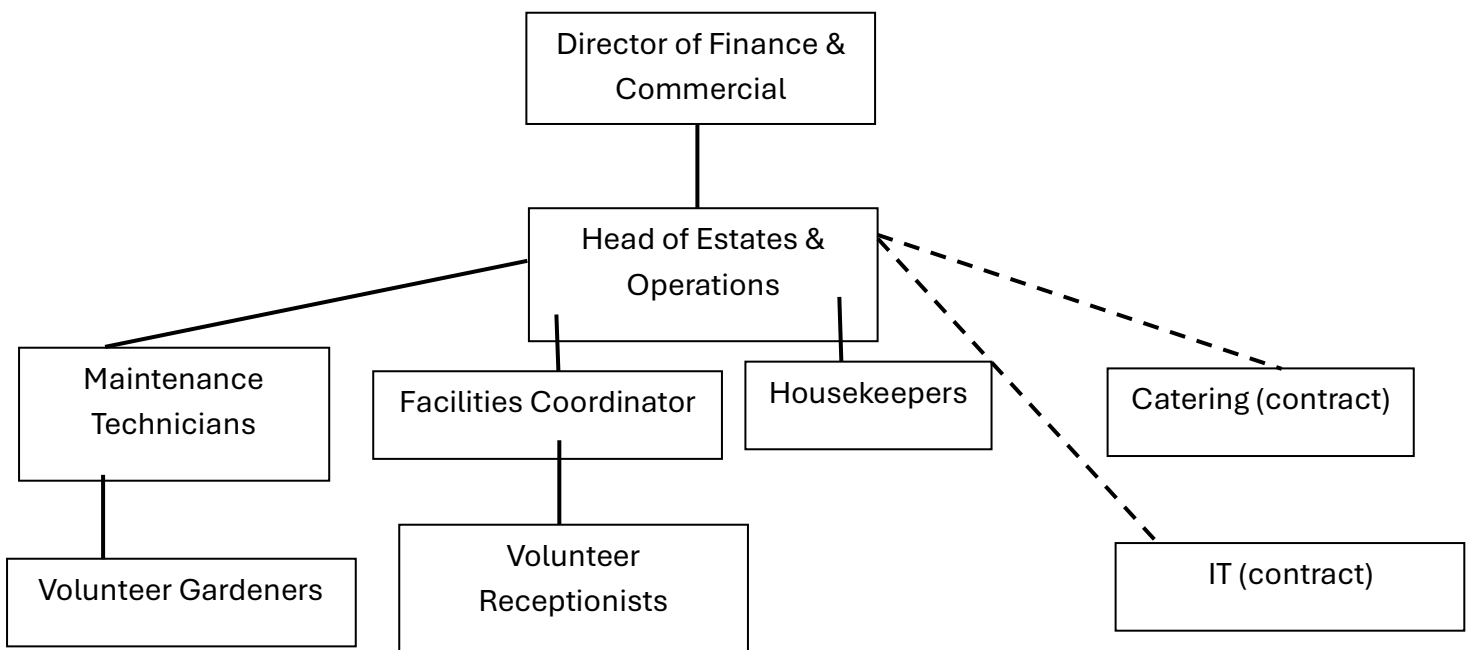 Director of Finance &
Commercial
Head of Estates &
Operations
Maintenance
Technicians
Facilities Coordinator
Housekeepers
Catering (contract)
Volunteer Gardeners
Volunteer
Receptionists
IT (contract)